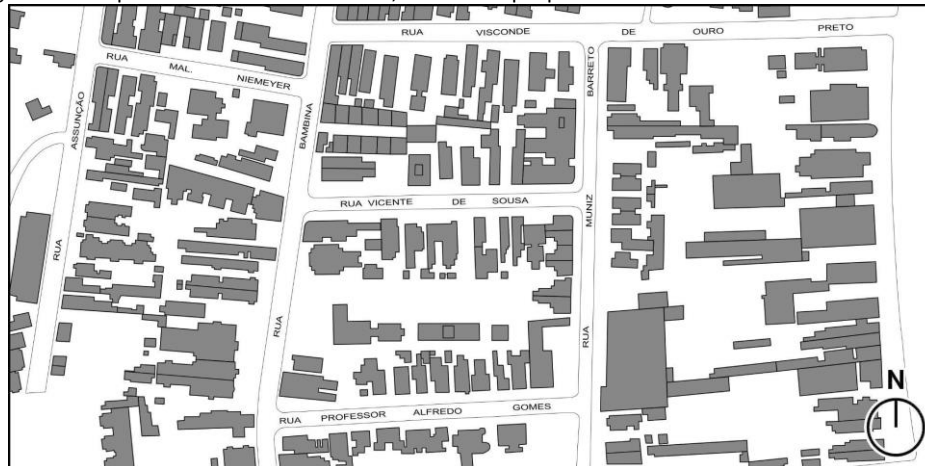 RUA VISCONDE DE OURO PRETO
RUA MAL. NIEMEYER
RUA ASSUNÇÃO
RUA BAMBINA
RUA MUNIZ BARRETO
RUA VICENTE DE SOUSA
RUA PROFESSOR ALFREDO GOMES
N